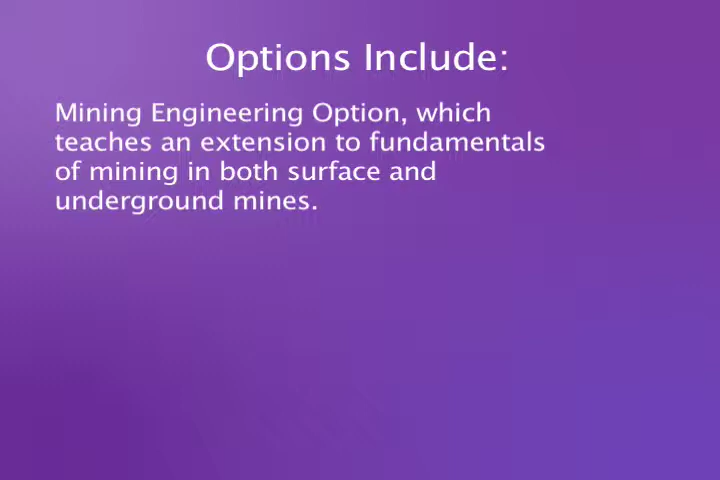 Options Include:
Mining Engineering Option, which
teaches an extension to fundamentals
of mining in both surface and
underground mines.